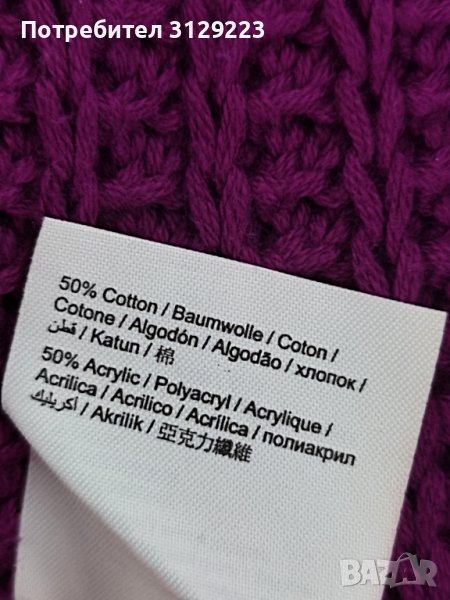 Потребител 3129223
50% Cotton / Baumwolle / Coton /
Cotone / Algodón / Algodão / хлопок /
قطن / Katun / 棉
50% Acrylic / Polyacryl / Acrylique /
Acrilica / Acrilico / Acrílica / полиакрил
اكريليك / Akrilik / 亞克力纖維
BAZAR